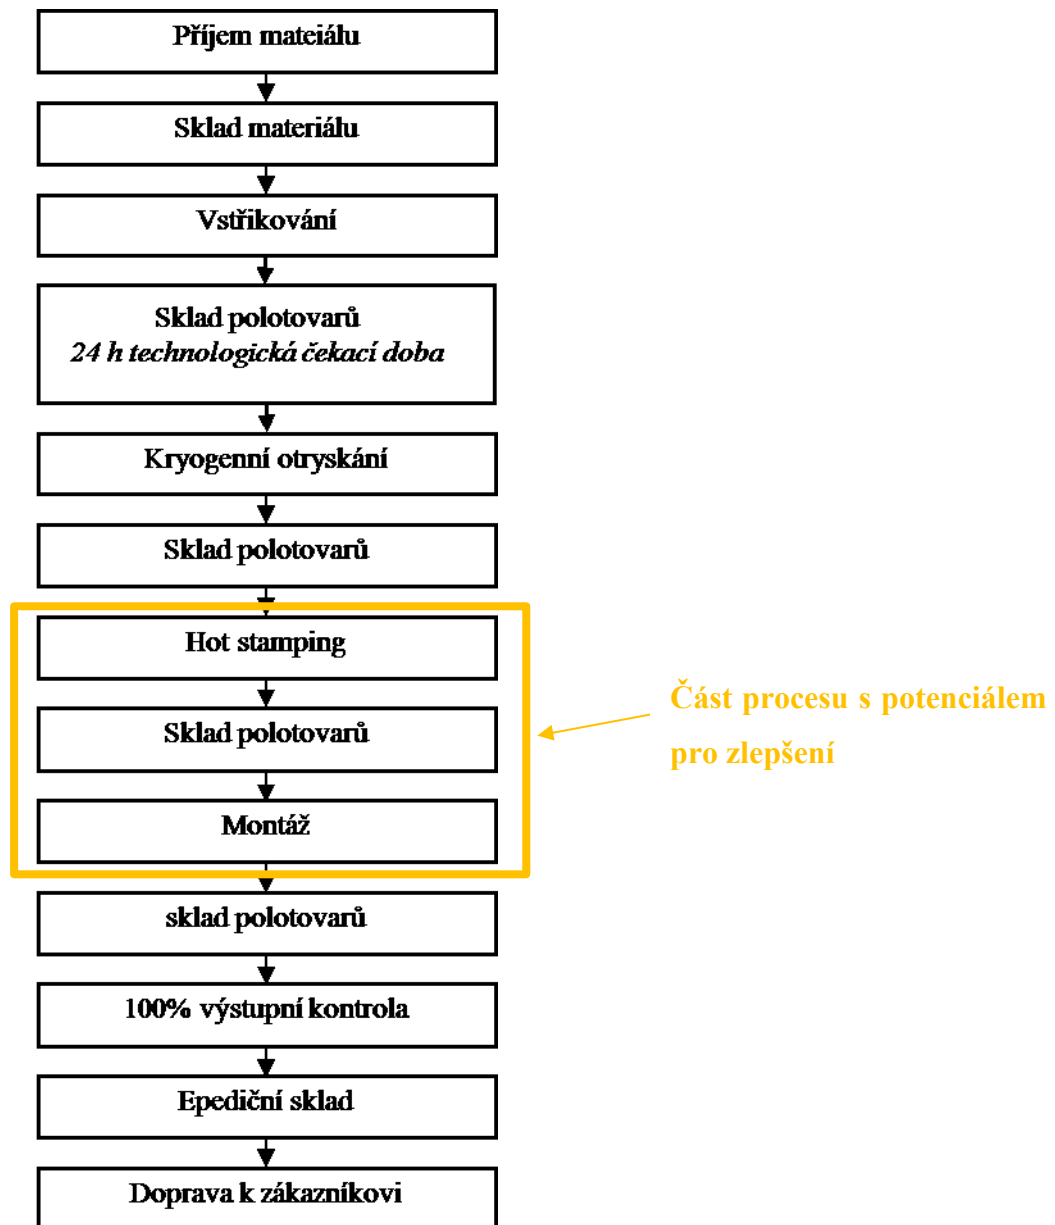 Příjem mateiálu
Sklad materiálu
Vstřikování
Sklad polotovarů
24 h technologická čekací doba
Kryogenní otryskání
Sklad polotovarů
Hot stamping
Sklad polotovarů
Montáž
Část procesu s potenciálem
pro zlepšení
sklad polotovarů
100% výstupní kontrola
Epediční sklad
Doprava k zákazníkovi